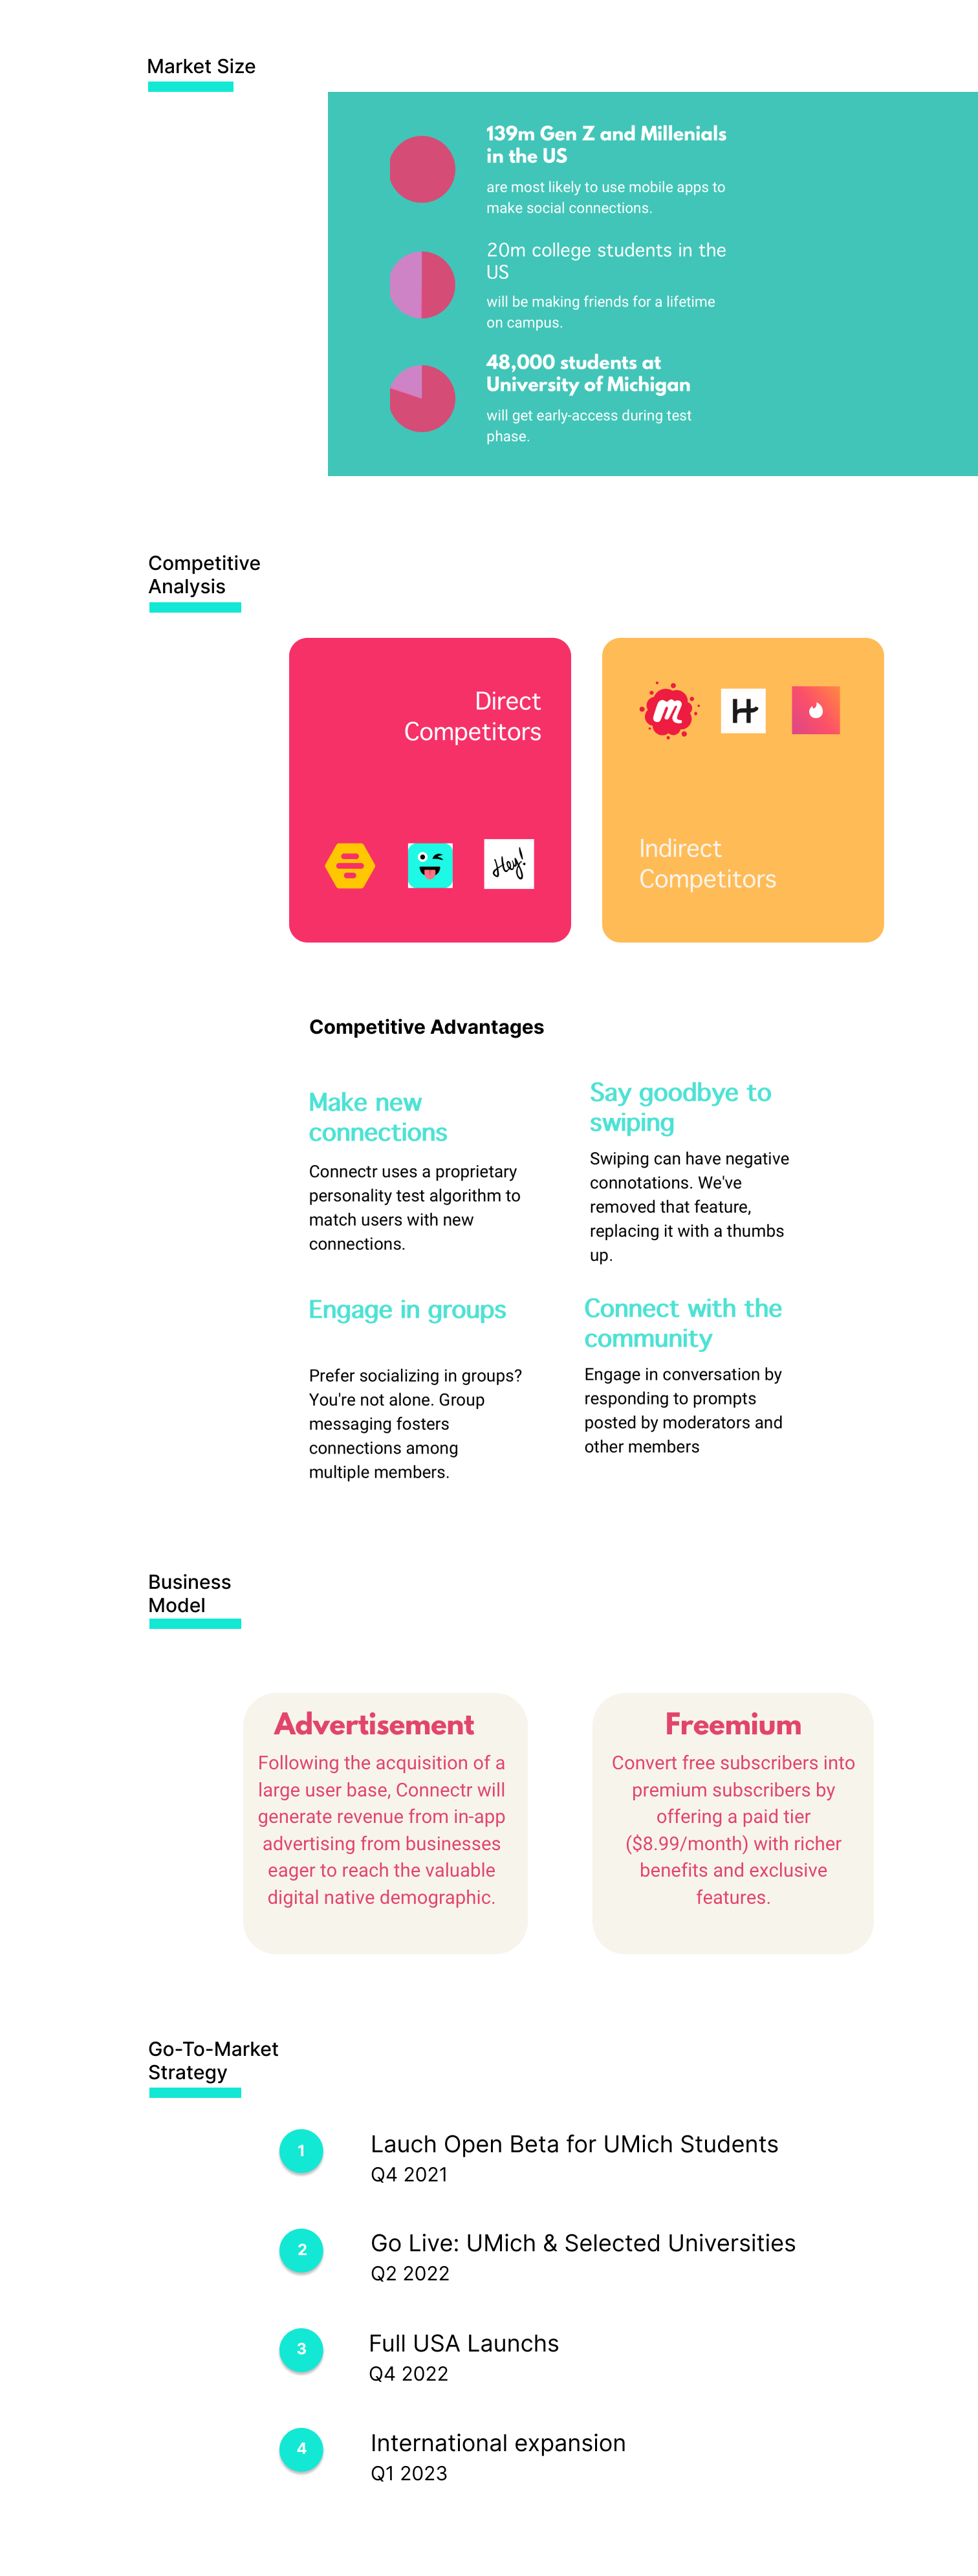 Market Size
139m Gen Z and Millenials
in the US
are most likely to use mobile apps to
make social connections.
20m college students in the
US
will be making friends for a lifetime
on campus.
48,000 students at
University of Michigan
will get early-access during test
phase.
Competitive
Analysis
Direct
Competitors
Hey!
m
H
Indirect
Competitors
Competitive Advantages
Make new
connections
Connectr uses a proprietary
personality test algorithm to
match users with new
connections.
Say goodbye to
swiping
Swiping can have negative
connotations. We've
removed that feature,
replacing it with a thumbs
up.
Engage in groups
Prefer socializing in groups?
You're not alone. Group
messaging fosters
connections among
multiple members.
Connect with the
community
Engage in conversation by
responding to prompts
posted by moderators and
other members
Business
Model
Advertisement
Following the acquisition of a
large user base, Connectr will
generate revenue from in-app
advertising from businesses
eager to reach the valuable
digital native demographic.
Freemium
Convert free subscribers into
premium subscribers by
offering a paid tier
($8.99/month) with richer
benefits and exclusive
features.
Go-To-Market
Strategy
1
Lauch Open Beta for UMich Students
Q4 2021
2
Go Live: UMich & Selected Universities
Q2 2022
3
Full USA Launchs
Q4 2022
4
International expansion
Q1 2023